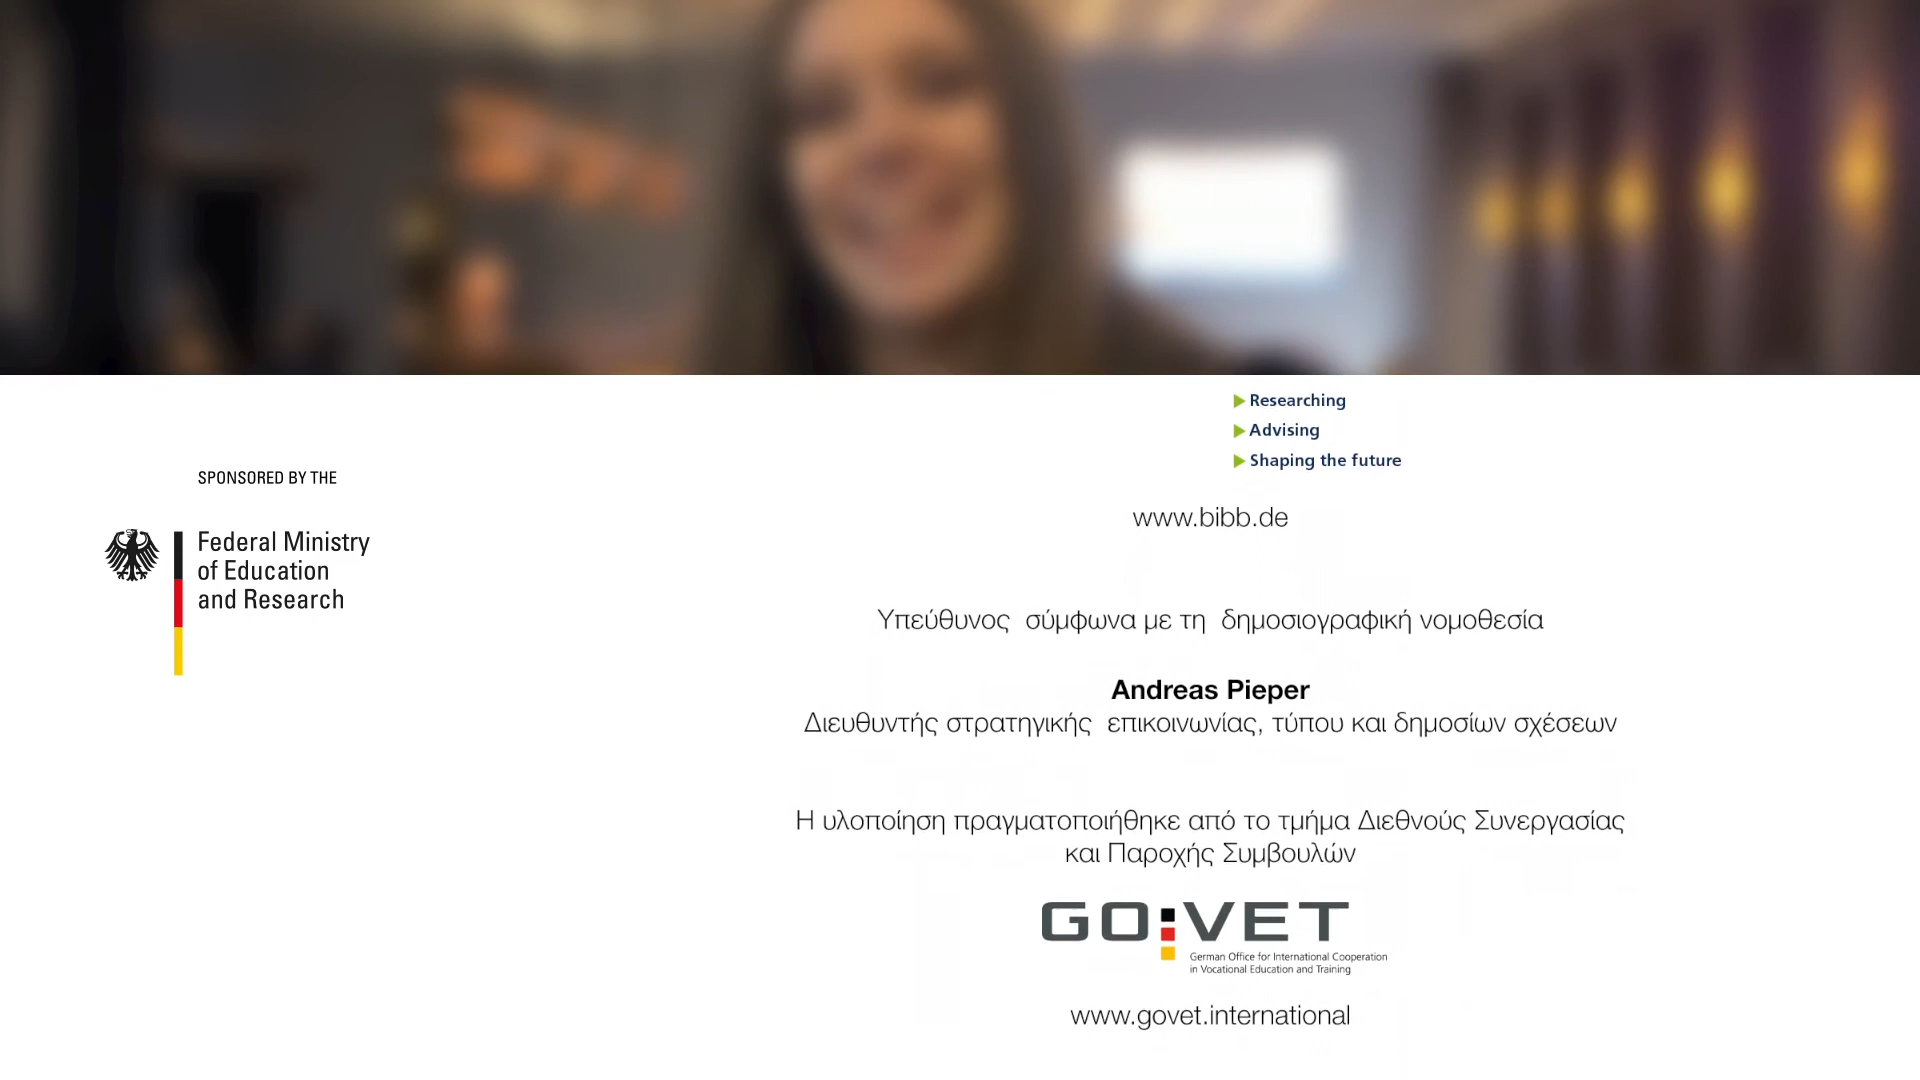 Researching
Advising
Shaping the future
www.bibb.de
SPONSORED BY THE
Federal Ministry
of Education
and Research
Υπεύθυνος σύμφωνα με τη δημοσιογραφική νομοθεσία
Andreas Pieper
Διευθυντής στρατηγικής επικοινωνίας, τύπου και δημοσίων σχέσεων
Η υλοποίηση πραγματοποιήθηκε από το τμήμα Διεθνούς Συνεργασίας
και Παροχής Συμβουλών
GO:VET
German Office for International Cooperation
in Vocational Education and Training
www.govet.international